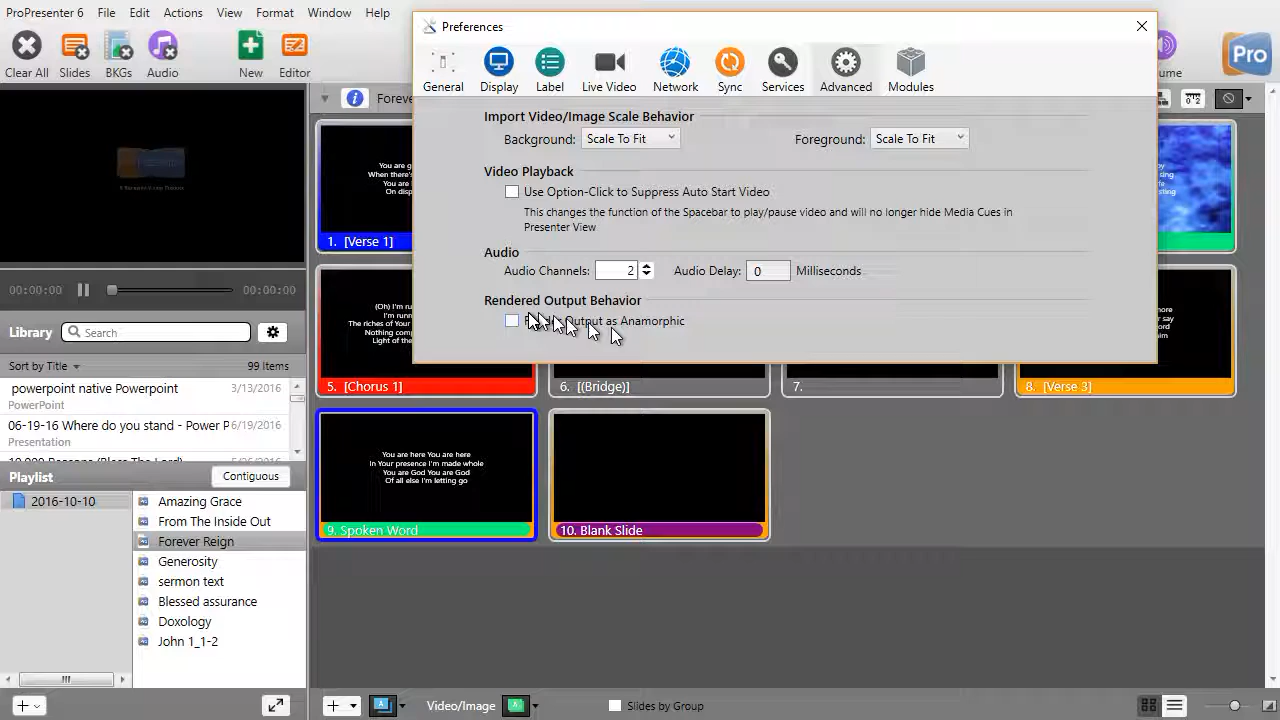 ProPresenter 6 File Edit Actions View Format Window Help
Preferences
Clear All Slides BKGs Audio New Editor
Pro
General Display Label Live Video Network Sync Services Advanced Modules
Import Video/Image Scale Behavior
Background: Scale To Fit Foreground: Scale To Fit
Video Playback
Use Option-Click to Suppress Auto Start Video
This changes the function of the Spacebar to play/pause video and will no longer hide Media Cues in
Presenter View
Audio
Audio Channels: 2 Audio Delay: 0 Milliseconds
Rendered Output Behavior
Output as Anamorphic
1. [Verse 1]
5. [Chorus 1]
6. [(Bridge)]
7.
8. [Verse 3]
You are here You are here
In Your presence I'm made whole
You are God You are God
Of all else I'm letting go
9. Spoken Word
10. Blank Slide
00:00:00 00:00:00
Library Search
Sort by Title 99 Items
powerpoint native Powerpoint 3/13/2016
PowerPoint
06-19-16 Where do you stand - Power P 6/19/2016
Presentation
Playlist Contiguous
2016-10-10
Amazing Grace
From The Inside Out
Forever Reign
Generosity
sermon text
Blessed assurance
Doxology
John 1_1-2
Video/Image Slides by Group